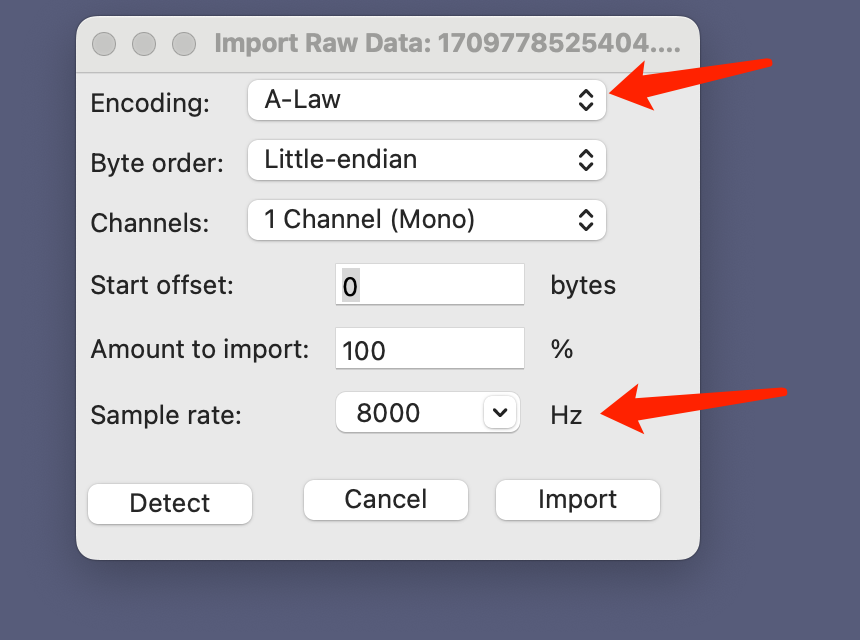 Import Raw Data: 1709778525404....
Encoding: A-Law
Byte order: Little-endian
Channels: 1 Channel (Mono)
Start offset: 0 bytes
Amount to import: 100 %
Sample rate: 8000 Hz
Detect Cancel Import